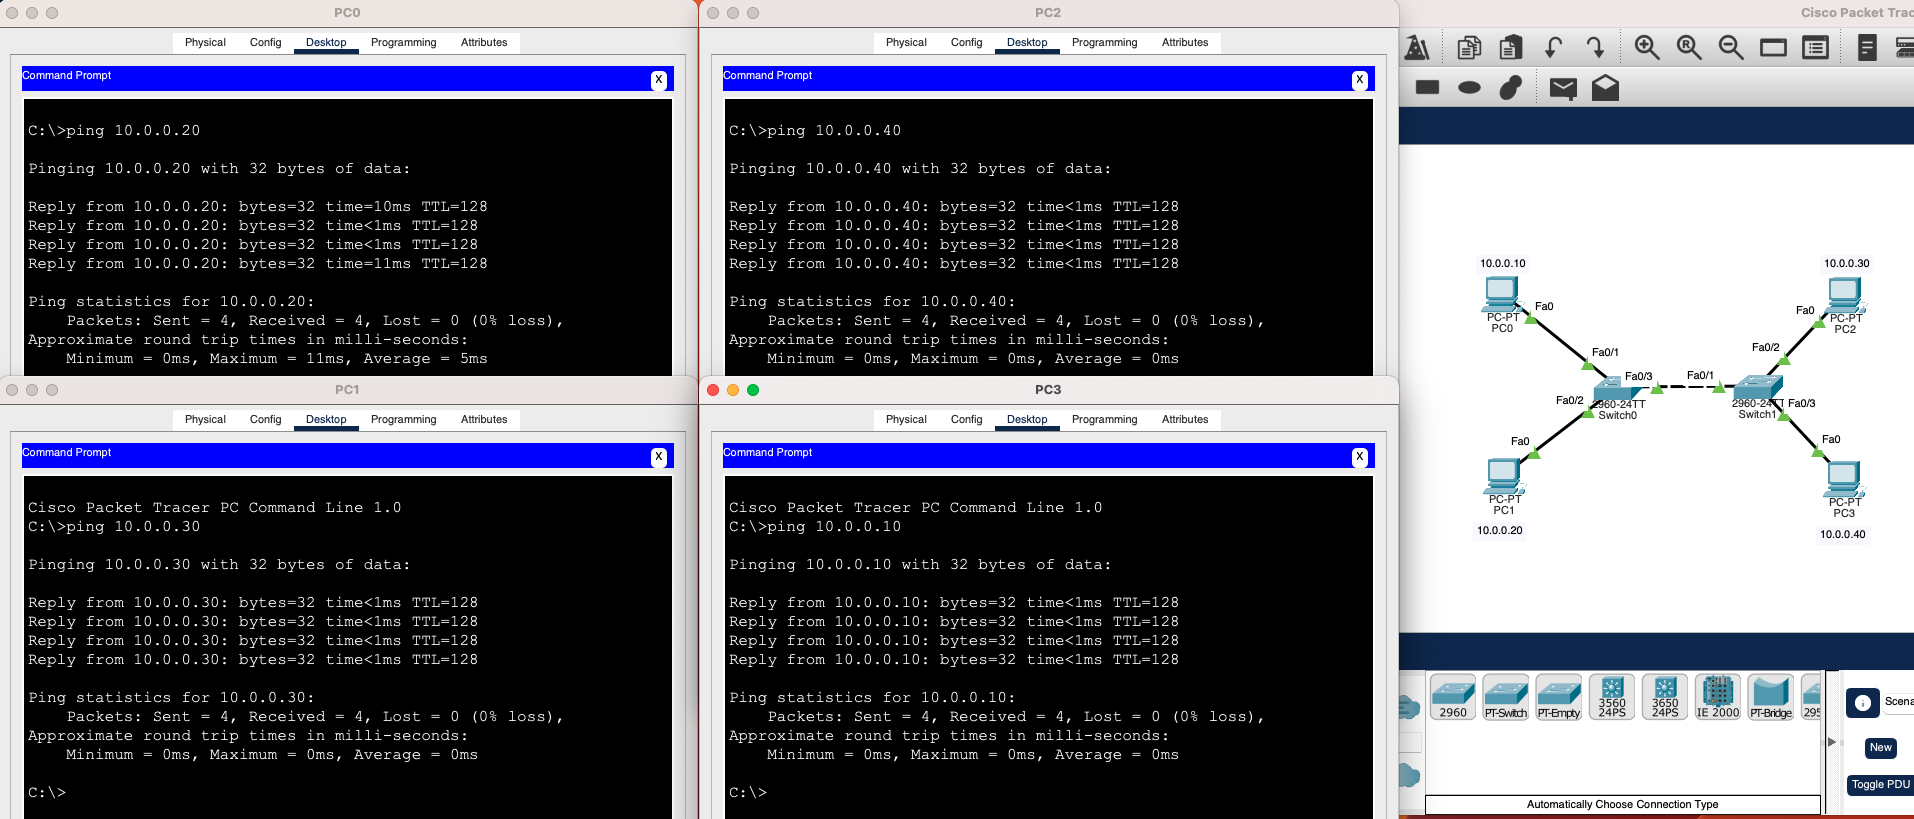 PC0
Physical Config Desktop Programming Attributes
Command Prompt
X
C:\>ping 10.0.0.20
Pinging 10.0.0.20 with 32 bytes of data:
Reply from 10.0.0.20: bytes=32 time=10ms TTL=128
Reply from 10.0.0.20: bytes=32 time<1ms TTL=128
Reply from 10.0.0.20: bytes=32 time<1ms TTL=128
Reply from 10.0.0.20: bytes=32 time=11ms TTL=128
Ping statistics for 10.0.0.20:
Packets: Sent = 4, Received = 4, Lost = 0 (0% loss),
Approximate round trip times in milli-seconds:
Minimum = 0ms, Maximum = 11ms, Average = 5ms
PC2
Physical Config Desktop Programming Attributes
Command Prompt
X
C:\>ping 10.0.0.40
Pinging 10.0.0.40 with 32 bytes of data:
Reply from 10.0.0.40: bytes=32 time<1ms TTL=128
Reply from 10.0.0.40: bytes=32 time<1ms TTL=128
Reply from 10.0.0.40: bytes=32 time<1ms TTL=128
Reply from 10.0.0.40: bytes=32 time<1ms TTL=128
Ping statistics for 10.0.0.40:
Packets: Sent = 4, Received = 4, Lost = 0 (0% loss),
Approximate round trip times in milli-seconds:
Minimum = 0ms, Maximum = 0ms, Average = 0ms
PC1
Physical Config Desktop Programming Attributes
Command Prompt
X
Cisco Packet Tracer PC Command Line 1.0
C:\>ping 10.0.0.30
Pinging 10.0.0.30 with 32 bytes of data:
Reply from 10.0.0.30: bytes=32 time<1ms TTL=128
Reply from 10.0.0.30: bytes=32 time<1ms TTL=128
Reply from 10.0.0.30: bytes=32 time<1ms TTL=128
Reply from 10.0.0.30: bytes=32 time<1ms TTL=128
Ping statistics for 10.0.0.30:
Packets: Sent = 4, Received = 4, Lost = 0 (0% loss),
Approximate round trip times in milli-seconds:
Minimum = 0ms, Maximum = 0ms, Average = 0ms
C:\>
PC3
Physical Config Desktop Programming Attributes
Command Prompt
X
Cisco Packet Tracer PC Command Line 1.0
C:\>ping 10.0.0.10
Pinging 10.0.0.10 with 32 bytes of data:
Reply from 10.0.0.10: bytes=32 time<1ms TTL=128
Reply from 10.0.0.10: bytes=32 time<1ms TTL=128
Reply from 10.0.0.10: bytes=32 time<1ms TTL=128
Reply from 10.0.0.10: bytes=32 time<1ms TTL=128
Ping statistics for 10.0.0.10:
Packets: Sent = 4, Received = 4, Lost = 0 (0% loss),
Approximate round trip times in milli-seconds:
Minimum = 0ms, Maximum = 0ms, Average = 0ms
C:\>
Cisco Packet Trac
R
10.0.0.10
Fa0
PC-PT
PC0
10.0.0.30
Fa0
PC-PT
PC2
Fa0/1
Fa0/3
Fa0/2
2960-24TT
Switch0
Fa0/2
Fa0/1
2960-24TT
Fa0/3
Switch1
Fa0
PC-PT
PC1
10.0.0.20
Fa0
PC-PT
PC3
10.0.0.40
2960
PT-Switch
PT-Empty
3560
24PS
3650
24PS
IE 2000
PT-Bridge
295
Automatically Choose Connection Type
i
Scena
New
Toggle PDU